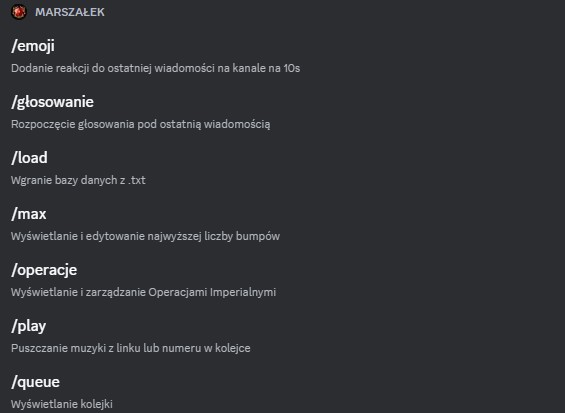 MARSZAŁEK
/emoji
Dodanie reakcji do ostatniej wiadomości na kanale na 10s
/głosowanie
Rozpoczęcie głosowania pod ostatnią wiadomością
/load
Wgranie bazy danych z .txt
/max
Wyświetlanie i edytowanie najwyższej liczby bumpów
/operacje
Wyświetlanie i zarządzanie Operacjami Imperialnymi
/play
Puszczanie muzyki z linku lub numeru w kolejce
/queue
Wyświetlanie kolejki